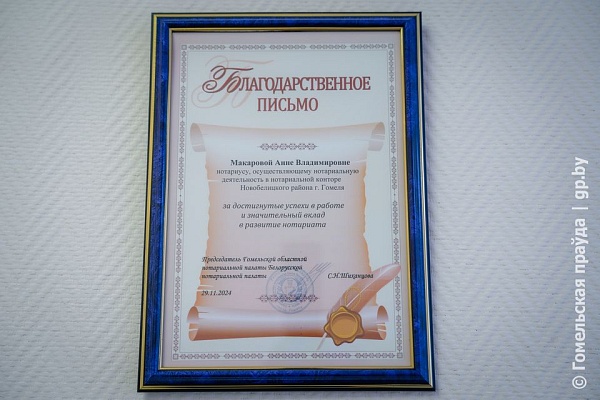 БЛАГОДАРСТВЕННОЕ
ПИСЬМО
Макаровой Анне Владимировне
нотариусу, осуществляющему нотариальную
деятельность в нотариальной конторе
Новобелицкого района г. Гомеля
за достигнутые успехи в работе
и значительный вклад
в развитие нотариата
Председатель Гомельской областной
нотариальной палаты Белорусской
нотариальной палаты С.Н.Шиханцова
29.11.2024
© Гомельская праўда | gp.by